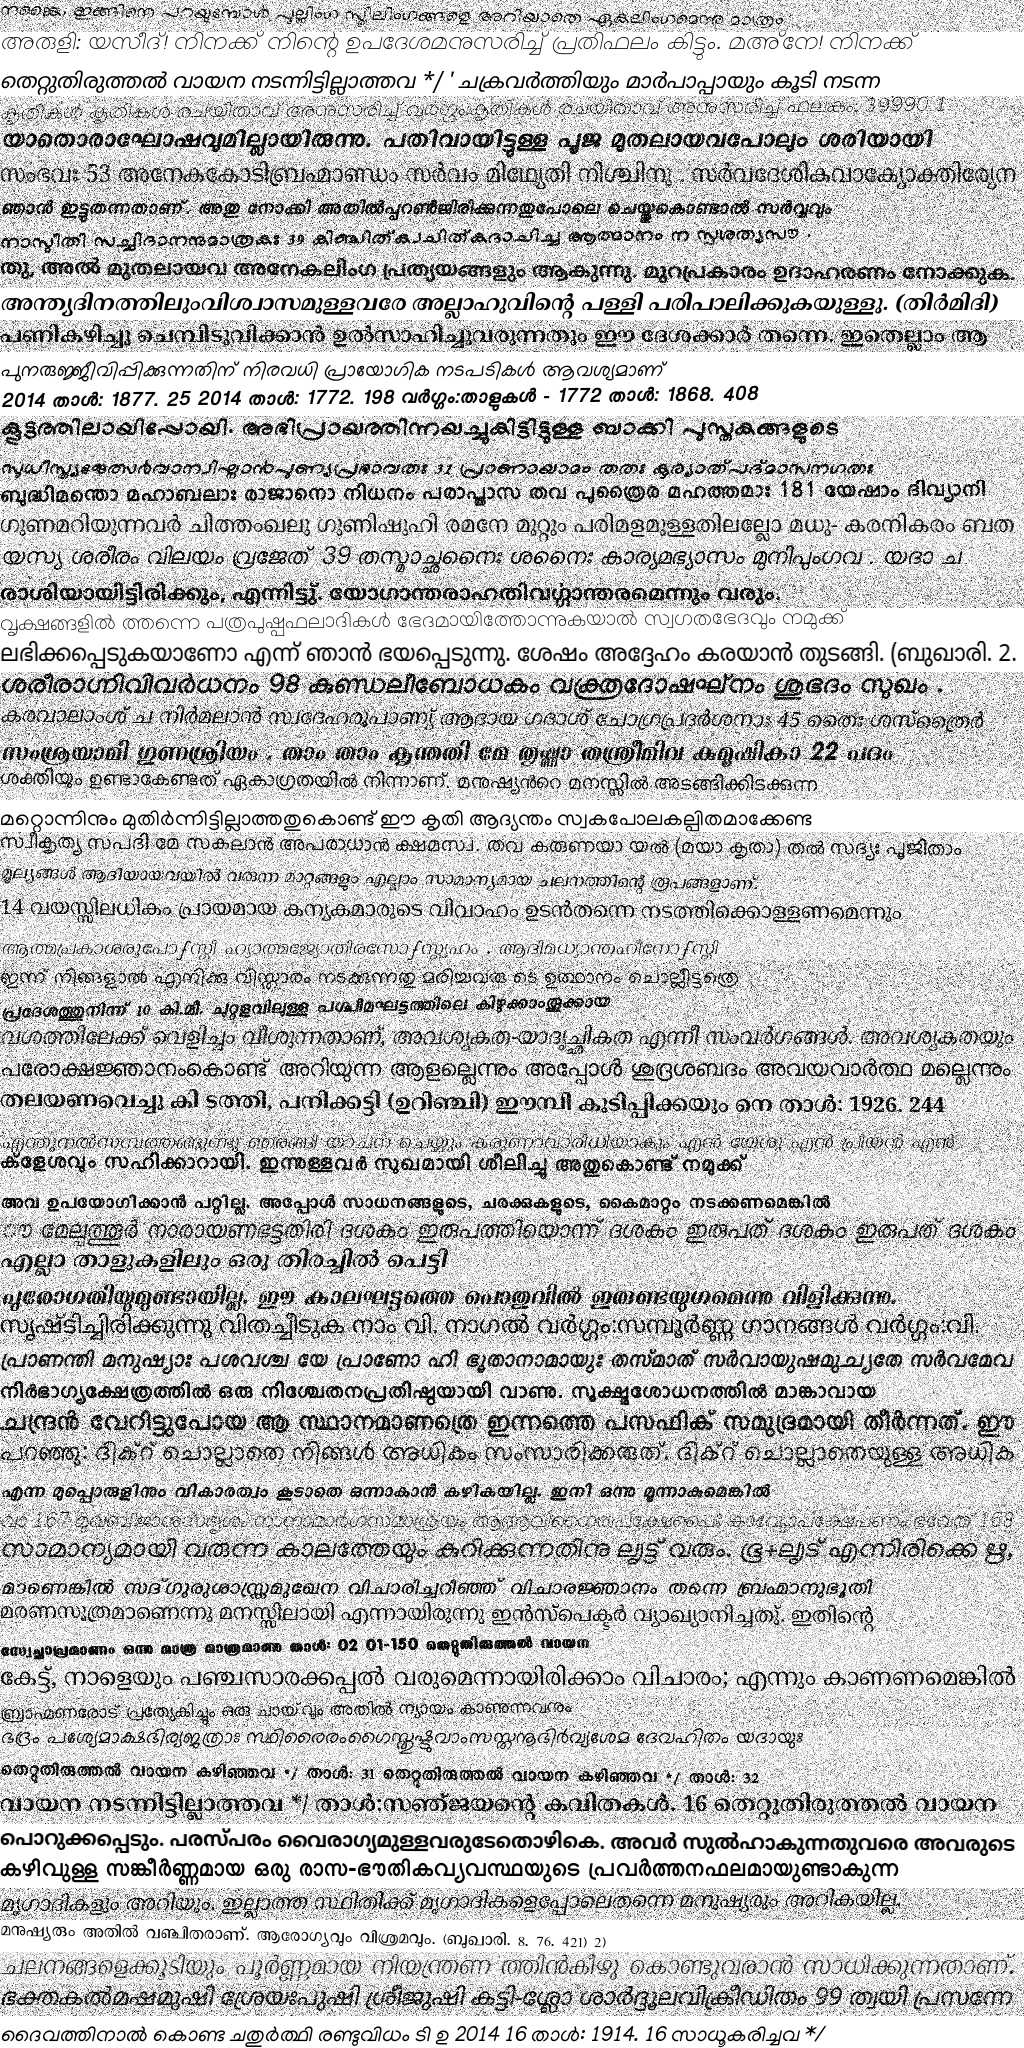 നമ്മൈ, ഇങ്ങിനെ പറയുമ്പോൾ പുല്ലിംഗ സ്ത്രീലിംഗങ്ങളെ അറിയാതെ ഏകലിംഗമെന്നു മാത്രം
അരുളി: യസീദ്! നിനക്ക് നിന്റെ ഉപദേശമനുസരിച്ച് പ്രതിഫലം കിട്ടും. മഅ്നേ! നിനക്ക്
തെറ്റുതിരുത്തൽ വായന നടന്നിട്ടില്ലാത്തവ */ ' ചക്രവർത്തിയും മാർപാപ്പായും കൂടി നടന്ന
കൃതികൾ കൃതികൾ രചയിതാവ് അനുസരിച്ച് വർഗ്ഗംകൃതികൾ രചയിതാവ് അനുസരിച്ച് ഫലകം. 39990 1
യാതൊരാഘോഷവുമില്ലായിരുന്നു. പതിവായിട്ടുള്ള പൂജ മുതലായവപോലും ശരിയായി
സംഭവഃ 53 അനേകകോടിബ്രഹ്മാണ്ഡം സർവം മിഥ്യേതി നിശ്ചിനു . സർവദേശികവാക്യോക്തിര്യേന
ഞാൻ ഇട്ടുതന്നതാണ്. അതു നോക്കി അതിൽപ്പറൺജിരിക്കുന്നതുപോലെ ചെയ്തുകൊണ്ടാൽ സർവ്വവും
നാസ്തീതി സച്ചിദാനന്ദമാത്രകഃ 39 കിഞ്ചിത്ക്വചിത്കദാചിച്ച ആത്മാനം ന സ്പൃശത്യസൗ .
തു, അൽ മുതലായവ അനേകലിംഗ പ്രത്യയങ്ങളും ആകുന്നു. മുറപ്രകാരം ഉദാഹരണം നോക്കുക.
അന്ത്യദിനത്തിലുംവിശ്വാസമുള്ളവരേ അല്ലാഹുവിന്റെ പള്ളി പരിപാലിക്കുകയുള്ളു. (തിർമിദി)
പണികഴിച്ചു ചെമ്പിടുവിക്കാൻ ഉൽസാഹിച്ചുവരുന്നതും ഈ ദേശക്കാർ തന്നെ. ഇതെല്ലാം ആ
പുനരുജ്ജീവിപ്പിക്കുന്നതിന് നിരവധി പ്രായോഗിക നടപടികൾ ആവശ്യമാണ്
2014 താൾ: 1877. 25 2014 താൾ: 1772. 198 വർഗ്ഗം:താളുകൾ - 1772 താൾ: 1868. 408
കൂട്ടത്തിലായിപ്പോയി. അഭിപ്രായത്തിന്നയച്ചുകിട്ടിട്ടുള്ള ബാക്കി പുസ്തകങ്ങളുടെ
പ്രാണായാമം തതഃ കുര്യാത്പദ്മാസനഗതഃ
ബുദ്ധിമന്തൊ മഹാബലാഃ രാജാനൊ നിധനം പരാപ്താസ തവ പുത്രൈര മഹത്തമാഃ 181 യേഷാം ദിവ്യാനി
ഗുണമറിയുന്നവർ ചിത്തംഖലു ഗുണിഷുഹി രമനേ മുറ്റും പരിമളമുള്ളതിലല്ലോ മധു- കരനികരം ബത
യസ്യ ശരീരം വിലയം വ്രജേത് 39 തസ്മാച്ഛനൈഃ ശനൈഃ കാര്യമഭ്യാസം മുനിപുംഗവ . യദാ ച
രാശിയായിട്ടിരിക്കും, എന്നിട്ടു്. യോഗാന്തരാഹതിവൎഗ്ഗാന്തരമെന്നും വരും.
വൃക്ഷങ്ങളിൽ ത്തന്നെ പത്രപുഷ്പഫലാദികൾ ഭേദമായിത്തോന്നുകയാൽ സ്വഗതഭേദവും നമുക്ക്
ലഭിക്കപ്പെടുകയാണോ എന്ന് ഞാൻ ഭയപ്പെടുന്നു. ശേഷം അദ്ദേഹം കരയാൻ തുടങ്ങി. (ബുഖാരി. 2.
ശരീരാഗ്നിവിവർധനം 98 കുണ്ഡലീബോധകം വക്ത്രദോഷഘ്നം ശുഭദം സുഖം .
കരവാലാംശ് ച നിർമലാൻ സ്വദേഹരൂപാണ്യ് ആദായ ഗദാശ് ചോഗ്രപ്രദർശനാഃ 45 തൈഃ ശസ്ത്രൈർ
സംശ്രയാമി ഗുണശ്രിയം . താം താം കൃന്തതി മേ തൃഷ്ണാ തന്ത്രീമിവ കുമൂഷികാ 22 പദം
ശക്തിയും ഉണ്ടാകേണ്ടത് ഏകാഗ്രതയിൽ നിന്നാണ്. മനുഷ്യൻറെ മനസ്സിൽ അടങ്ങിക്കിടക്കുന്ന
മറ്റൊന്നിനും മുതിർന്നിട്ടില്ലാത്തതുകൊണ്ട് ഈ കൃതി ആദ്യന്തം സ്വകപോലകല്പിതമാക്കേണ്ട
സ്വീകൃത്യ സപദി മേ സകലാൻ അപരാധാൻ ക്ഷമസ്വ. തവ കരുണയാ യൽ (മയാ കൃതാ) തൽ സദ്യഃ പൂജിതാം
മൂല്യങ്ങൾ ആദിയായവയിൽ വരുന്ന മാറ്റങ്ങളും എല്ലാം സാമാന്യമായ ചലനത്തിന്റെ രൂപങ്ങളാണ്.
14 വയസ്സിലധികം പ്രായമായ കന്യകമാരുടെ വിവാഹം ഉടൻതന്നെ നടത്തിക്കൊള്ളണമെന്നും
ആത്മപ്രകാശരൂപോഽസ്മി ഹ്യാത്മജ്യോതിരസോഽസ്മ്യഹം . ആദിമധ്യാന്തഹീനോഽസ്മി
ഇന്ന് നിങ്ങളാൽ എനിക്കു വിസ്താരം നടക്കുന്നതു മരിച്ചവരു ടെ ഉത്ഥാനം ചൊല്ലീട്ടത്രെ
പ്രദേശത്തുനിന്ന് 10 കി.മീ. ചുറ്റളവിലുള്ള പശ്ചിമഘട്ടത്തിലെ കിഴുക്കാംതൂക്കായ
വശത്തിലേക്ക് വെളിച്ചം വീശുന്നതാണ്, അവശ്യകത-യാദൃച്ഛികത എന്നീ സംവർഗങ്ങൾ. അവശ്യകതയും
പരോക്ഷജ്ഞാനംകൊണ്ട് അറിയുന്ന ആളല്ലെന്നും അപ്പോൾ ശൂദ്രശബ്ദം അവയവാർത്ഥ മല്ലെന്നും
തലയണവെച്ചു കി ടത്തി, പനിക്കട്ടി (ഉറിഞ്ചി) ഈമ്പി കുടിപ്പിക്കയും നെ താൾ: 1926. 244
ക്ളേശവും സഹിക്കാറായി. ഇന്നുള്ളവർ സുഖമായി ശീലിച്ചു അതുകൊണ്ട് നമുക്ക്
അവ ഉപയോഗീക്കാൻ പറ്റില്ല. അപ്പോൾ സാധനങ്ങളുടെ, ചരക്കുകളുടെ, കൈമാറ്റം നടക്കണമെങ്കിൽ
ൗ മേല്പുത്തൂർ നാരായണഭട്ടതിരി ദശകം ഇരുപത്തിയൊന്ന് ദശകം ഇരുപത് ദശകം ഇരുപത് ദശകം
എല്ലാ താളുകളിലും ഒരു തിരച്ചിൽ പെട്ടി
പുരോഗതിയുമുണ്ടായില്ല. ഈ കാലഘട്ടത്തെ പൊതുവിൽ ഇരുണ്ടയുഗമെന്നു വിളിക്കുന്നു.
സൃഷ്ടിച്ചിരിക്കുന്നു വിതച്ചീടുക നാം വി. നാഗൽ വർഗ്ഗം:സമ്പൂർണ്ണ ഗാനങ്ങൾ വർഗ്ഗം:വി.
പ്രാണന്തി മനുഷ്യാഃ പശവശ്ച യേ പ്രാണോ ഹി ഭൂതാനാമായുഃ തസ്മാത് സർവായുഷമുച്യതേ സർവമേവ
നിർഭാഗ്യക്ഷേത്രത്തിൽ ഒരു നിശ്ചേതനപ്രതിഷ്ഠയായി വാണു. സൂക്ഷ്മശോധനത്തിൽ മാങ്കാവായ
ചന്ദ്രൻ വേറിട്ടുപോയ ആ സ്ഥാനമാണത്രെ ഇന്നത്തെ പസഫിക് സമുദ്രമായി തീർന്നത്. ഈ
പറഞ്ഞു: ദിക്റ് ചൊല്ലാതെ നിങ്ങൾ അധികം സംസാരിക്കരുത്. ദിക്റ് ചൊല്ലാതെയുള്ള അധിക
എന്ന മുപ്പൊരുളിനും വികാരത്വം കൂടാതെ ഒന്നാകാൻ കഴികയില്ല. ഇനി ഒന്നു മൂന്നാകുമെങ്കിൽ
സാമാന്യമായി വരുന്ന കാലത്തേയും കുറിക്കുന്നതിനു ലൃട്ട് വരും. ഭൂ+ലൃട് എന്നിരിക്കെ ഋ,
മാണെങ്കിൽ സദ്ഗുരുശാസ്ത്രമുഖേന വിചാരിച്ചറിഞ്ഞ് വിചാരജ്ഞാനം തന്നെ ബ്രഹ്മാനുഭൂതി
മരണസൂത്രമാണെന്നു മനസ്സിലായി എന്നായിരുന്നു ഇൻസ്പെക്ടർ വ്യാഖ്യാനിച്ചതു്. ഇതിന്റെ
സ്വേച്ഛാപ്രമാണം ഒന്നു മാത്ര മാത്രമാണു താൾ: 02 01-150 തെറ്റുതിരുത്തൽ വായന
കേട്ട്, നാളെയും പഞ്ചസാരക്കപ്പൽ വരുമെന്നായിരിക്കാം വിചാരം; എന്നും കാണണമെങ്കിൽ
ബ്രാഹ്മണരോട് പ്രത്യേകിച്ചും ഒരു ചായ്‌വും അതിൽ ന്യായം കാണുന്നവനും
ഭദ്രം പശ്യേമാക്ഷഭിര്യജത്രാഃ സ്ഥിരൈരംഗൈസ്തുഷ്ടുവാംസസ്തനൂഭിർവ്യശേമ ദേവഹിതം യദായുഃ
തെറ്റുതിരുത്തൽ വായന കഴിഞ്ഞവ */ താൾ: 31 തെറ്റുതിരുത്തൽ വായന കഴിഞ്ഞവ */ താൾ: 32
വായന നടന്നിട്ടില്ലാത്തവ */ താൾ:സഞ്ജയന്റെ കവിതകൾ. 16 തെറ്റുതിരുത്തൽ വായന
പൊറുക്കപ്പെടും. പരസ്പരം വൈരാഗ്യമുള്ളവരുടേതൊഴികെ. അവർ സുൽഹാകുന്നതുവരെ അവരുടെ
കഴിവുള്ള സങ്കീർണ്ണമായ ഒരു രാസ-ഭൗതികവ്യവസ്ഥയുടെ പ്രവർത്തനഫലമായുണ്ടാകുന്ന
മൃഗാദികളും അറിയും. ഇല്ലാത്ത സ്ഥിതിക്ക് മൃഗാദികളെപ്പോലെതന്നെ മനുഷ്യരും അറികയില്ല.
മനുഷ്യരും അതിൽ വഞ്ചിതരാണ്. ആരോഗ്യവും വിശ്രമവും. (ബുഖാരി. 8. 76. 421) 2)
ചലനങ്ങളെക്കൂടിയും പൂർണ്ണമായ നിയന്ത്രണ ത്തിൻകീഴു കൊണ്ടുവരാൻ സാധിക്കുന്നതാണ്.
ഭക്തകൽമഷമുഷി ശ്രേയഃപുഷി ശ്രീജുഷി കട്ടി-ശ്ലോ ശാർദ്ദൂലവിക്രീഡിതം 99 ത്വയി പ്രസന്നേ
ദൈവത്തിനാൽ കൊണ്ട ചതുർത്ഥി രണ്ടുവിധം ടി ഉ 2014 16 താൾ: 1914. 16 സാധൂകരിച്ചവ */